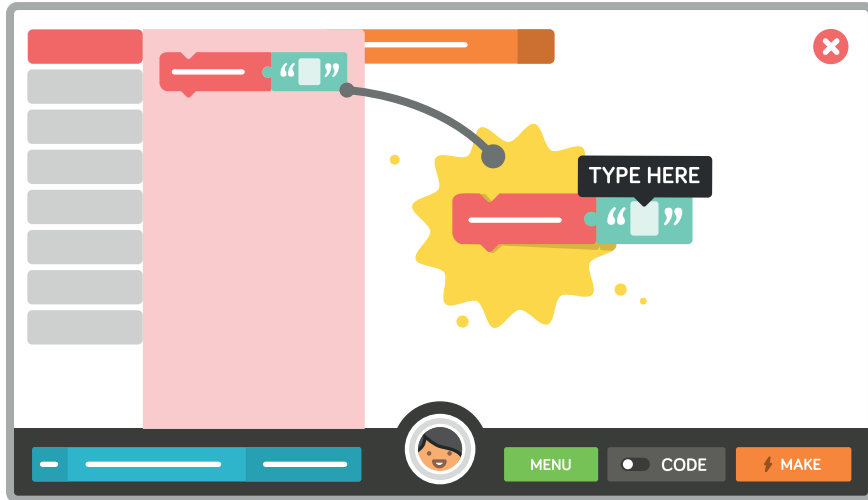 “ ”
TYPE HERE
“ ”
MENU
CODE
MAKE